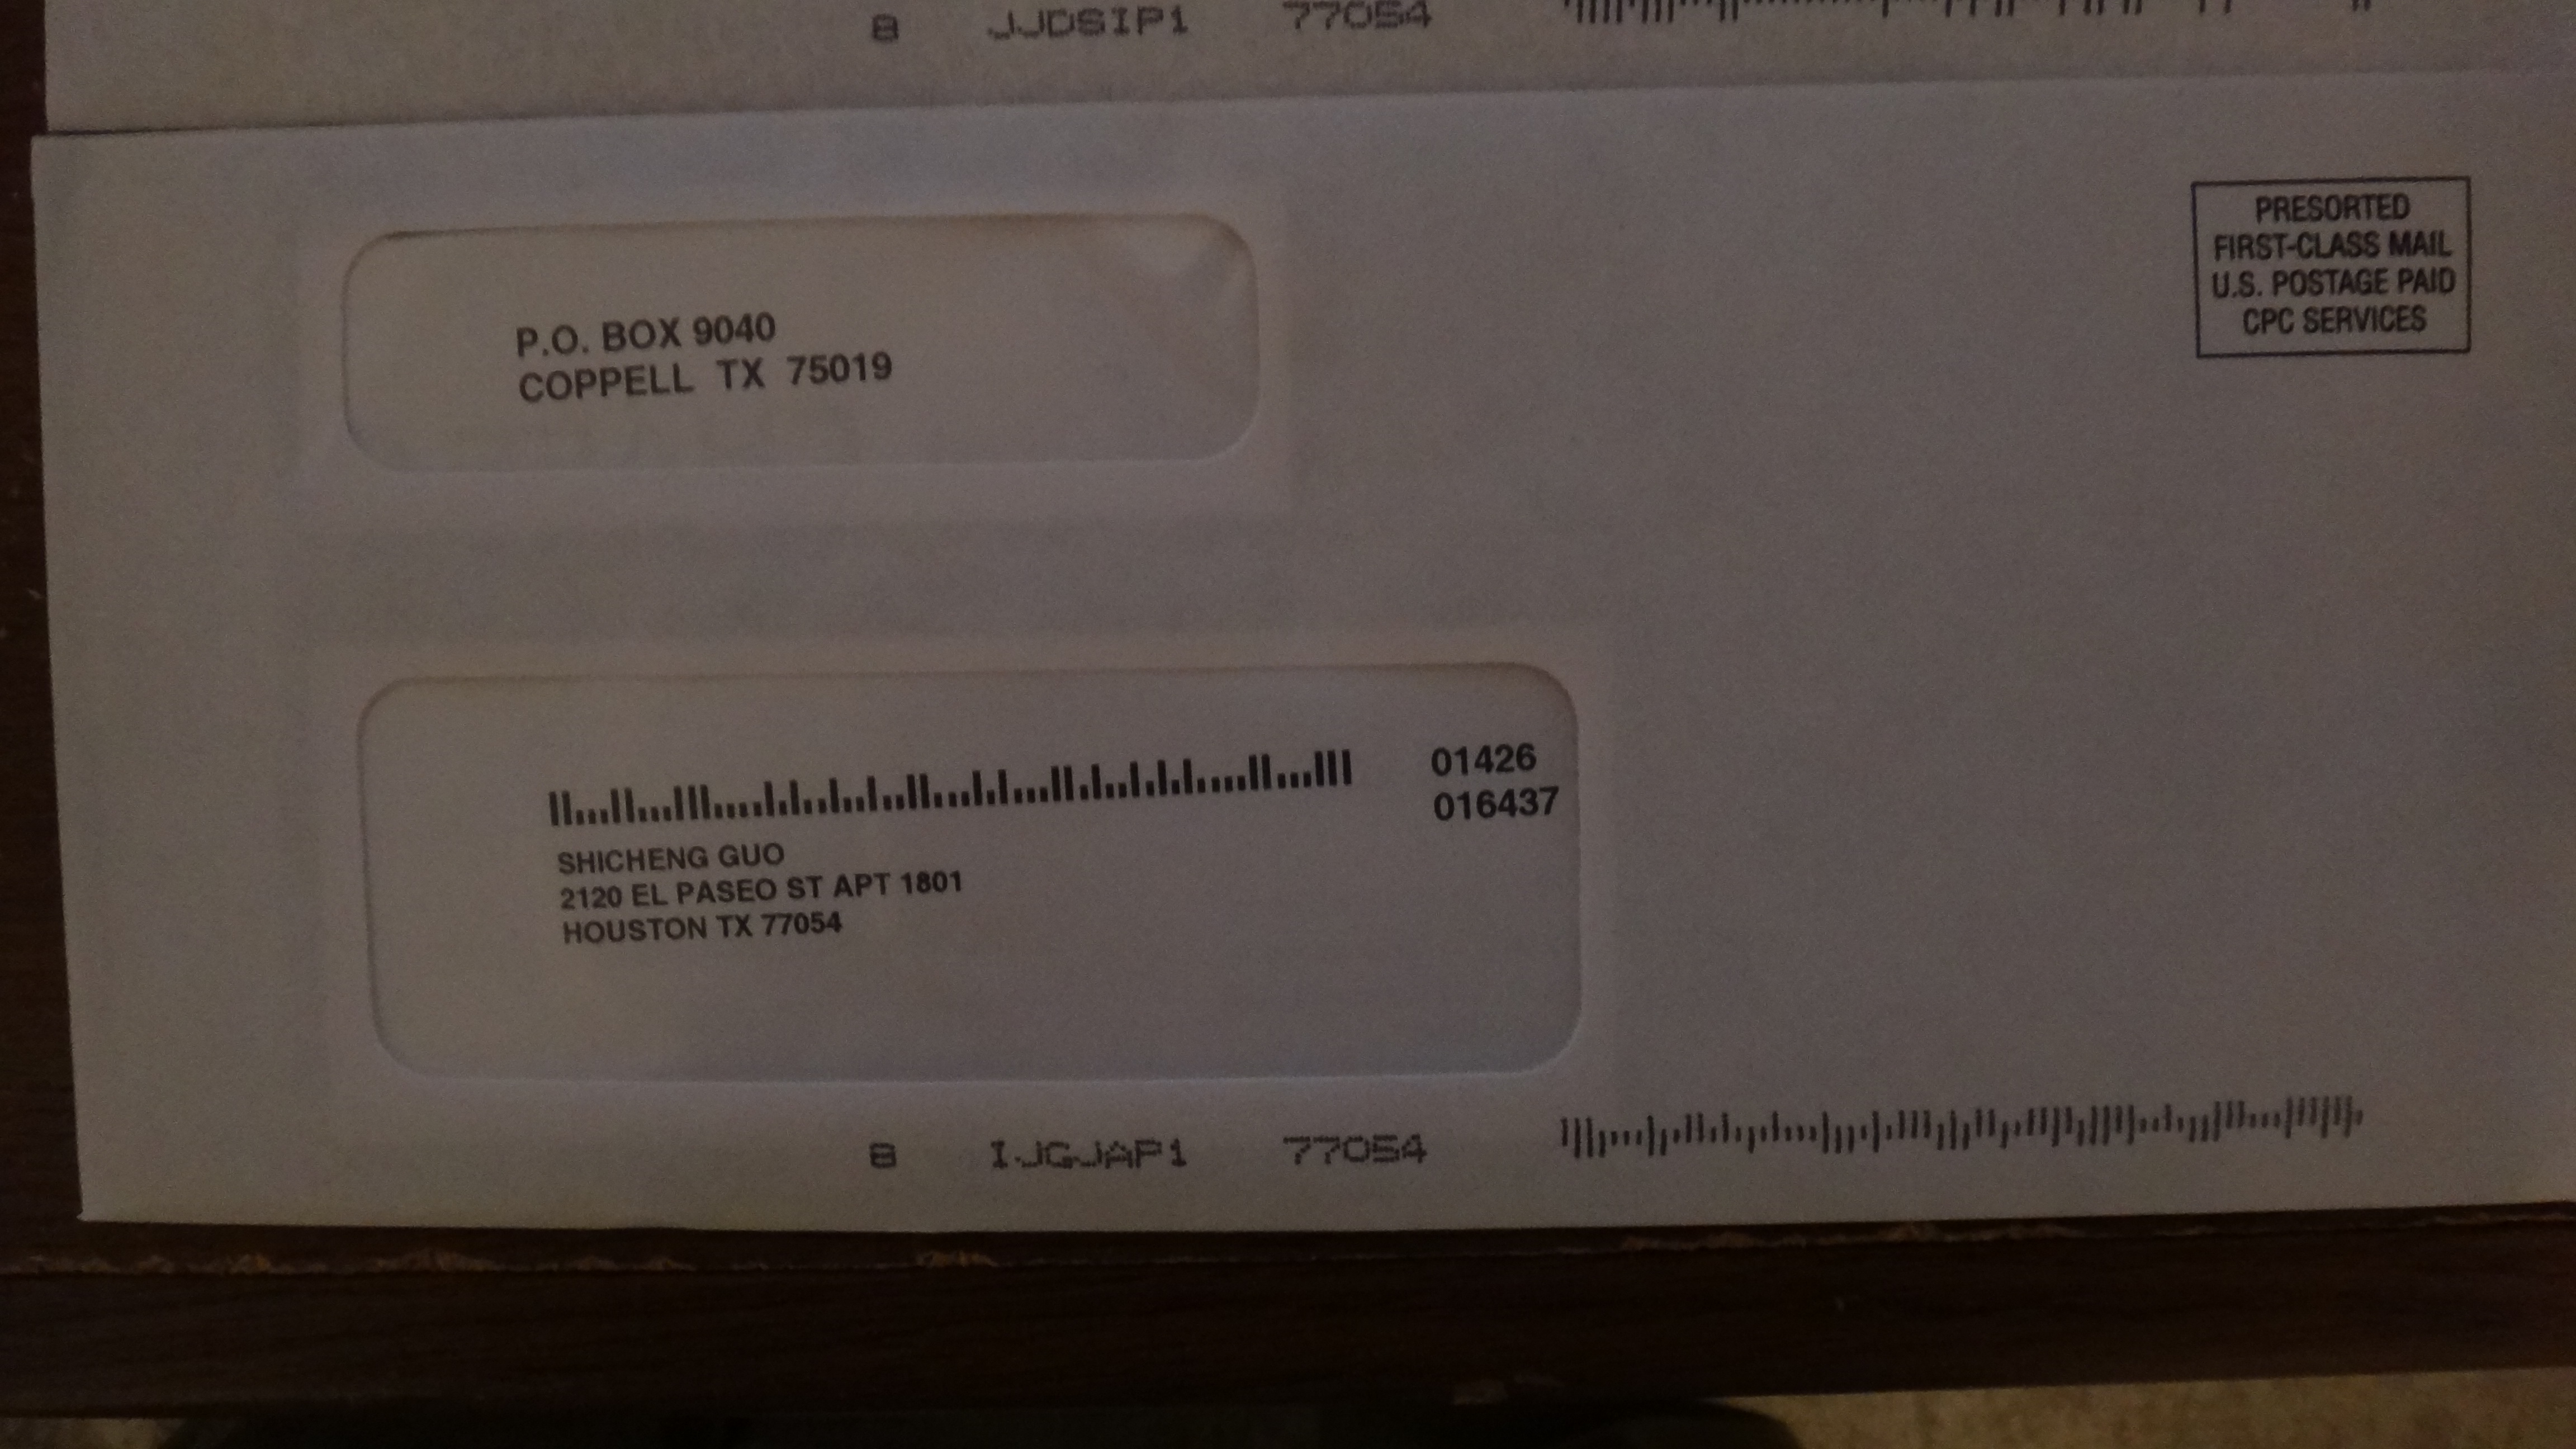 8 JJDSIP1 77054
PRESORTED
FIRST-CLASS MAIL
U.S. POSTAGE PAID
CPC SERVICES
P.O. BOX 9040
COPPELL TX 75019
01426
016437
SHICHENG GUO
2120 EL PASEO ST APT 1801
HOUSTON TX 77054
8 IJGJAP1 77054